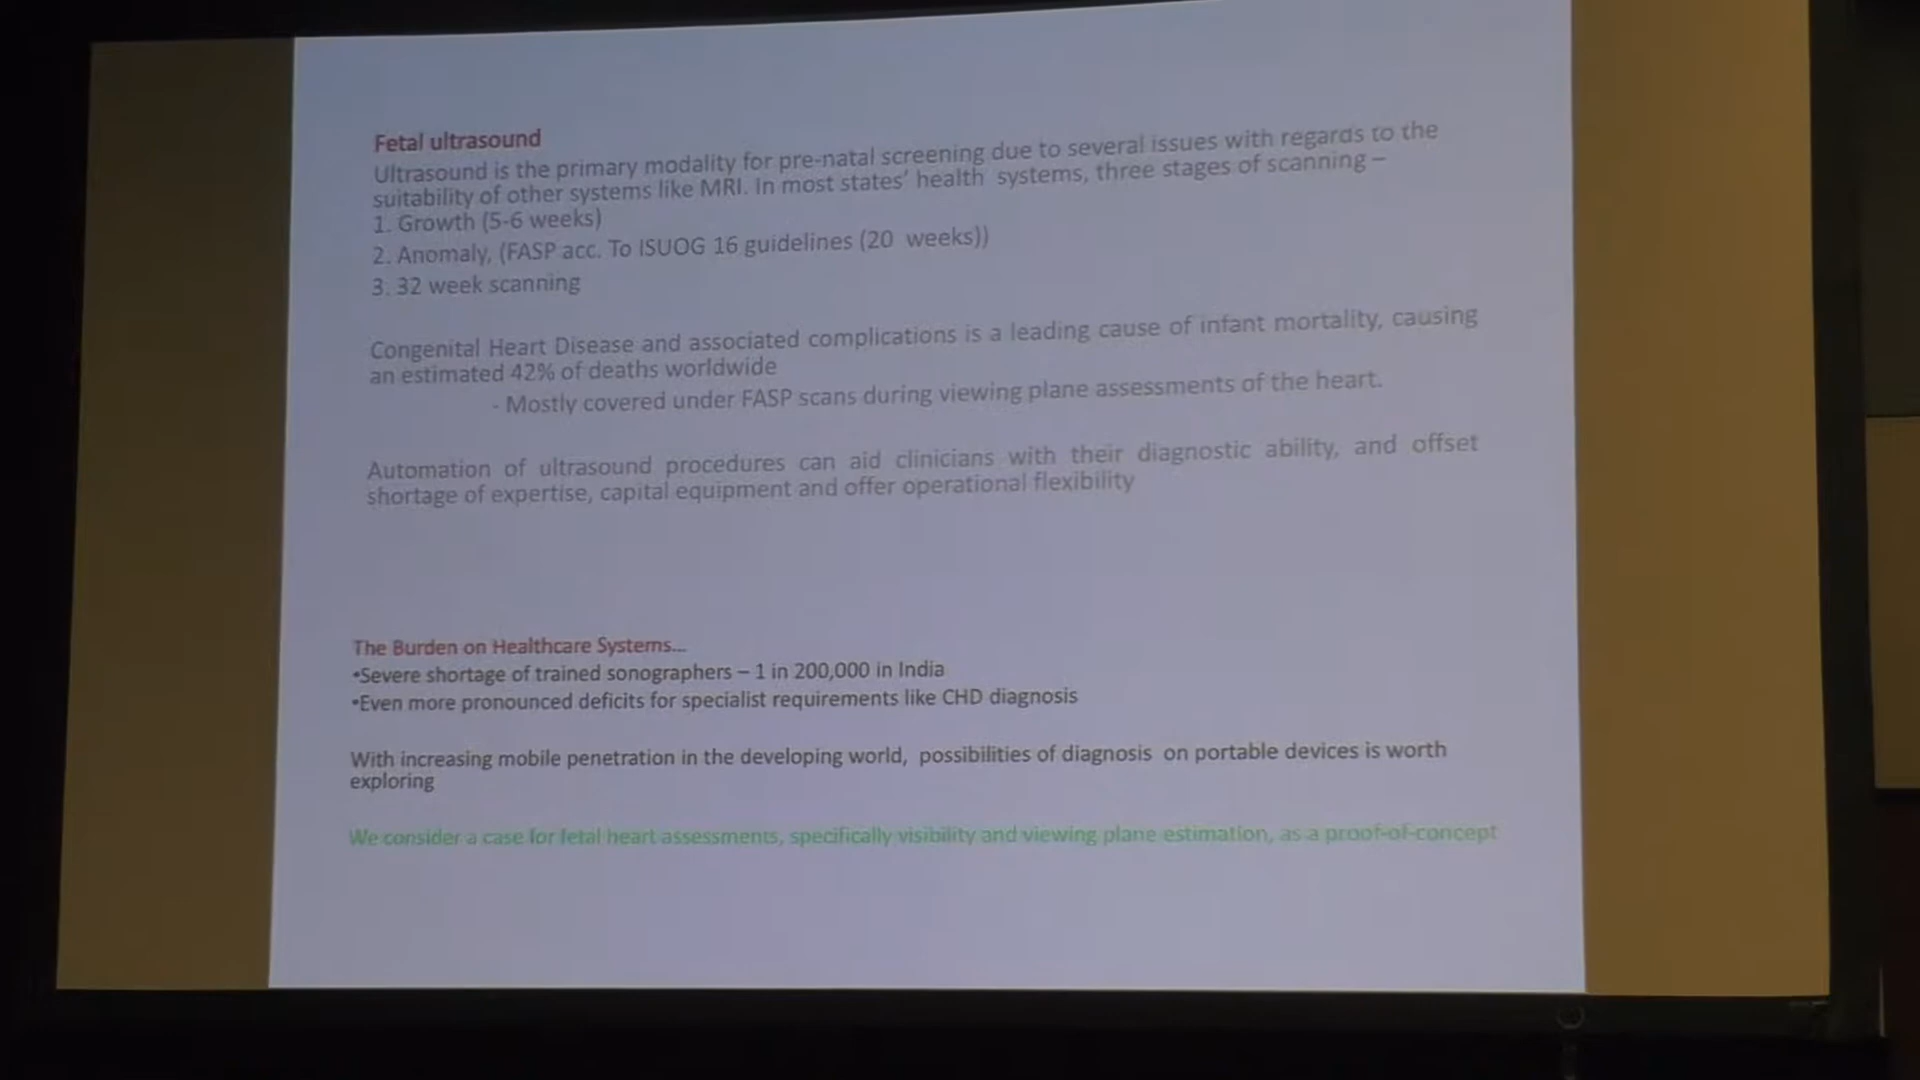 Fetal ultrasound
Ultrasound is the primary modality for pre-natal screening due to several issues with regards to the
suitability of other systems like MRI. In most states' health systems, three stages of scanning –
1. Growth (5-6 weeks)
2. Anomaly, (FASP acc. To ISUOG 16 guidelines (20 weeks))
3. 32 week scanning
Congenital Heart Disease and associated complications is a leading cause of infant mortality, causing
an estimated 42% of deaths worldwide
- Mostly covered under FASP scans during viewing plane assessments of the heart.
Automation of ultrasound procedures can aid clinicians with their diagnostic ability, and offset
shortage of expertise, capital equipment and offer operational flexibility
The Burden on Healthcare Systems...
•Severe shortage of trained sonographers – 1 in 200,000 in India
•Even more pronounced deficits for specialist requirements like CHD diagnosis
With increasing mobile penetration in the developing world, possibilities of diagnosis on portable devices is worth
exploring
We consider a case for fetal heart assessments, specifically visibility and viewing plane estimation, as a proof-of-concept